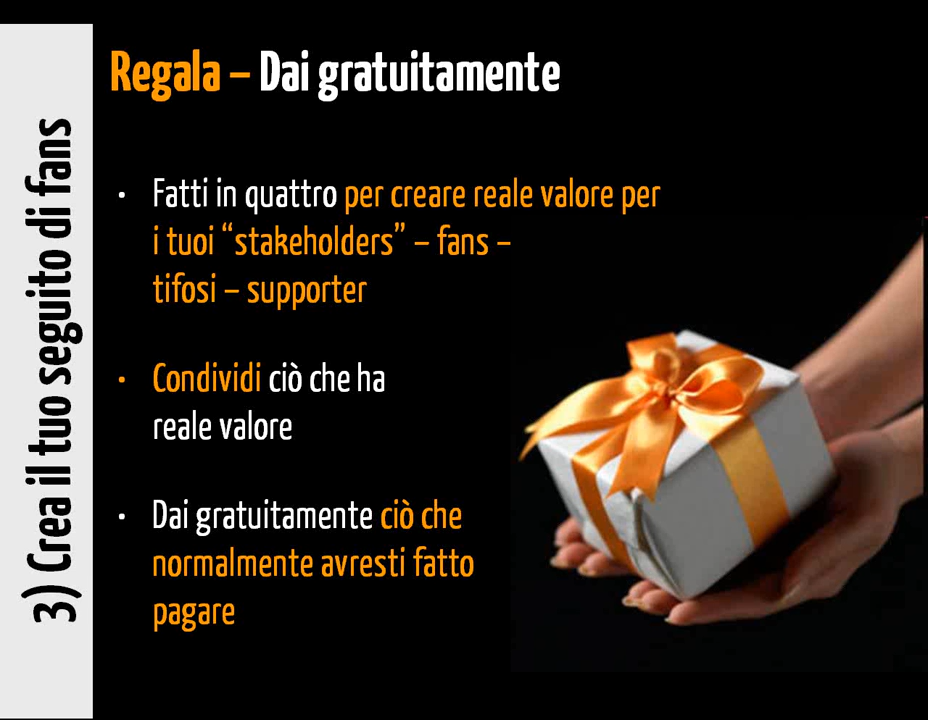 3) Crea il tuo seguito di fans
Regala – Dai gratuitamente
• Fatti in quattro per creare reale valore per
i tuoi “stakeholders” – fans –
tifosi – supporter
• Condividi ciò che ha
reale valore
• Dai gratuitamente ciò che
normalmente avresti fatto
pagare